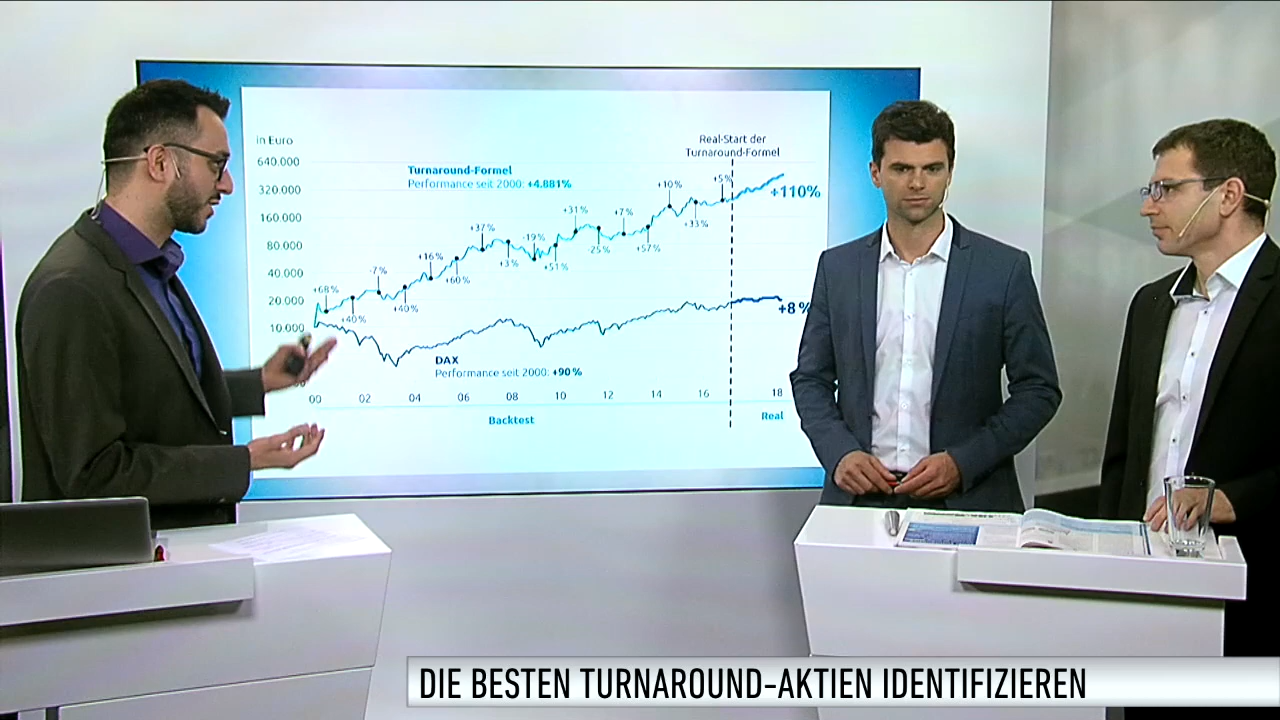 in Euro
640.000
320.000
160.000
80.000
40.000
20.000
10.000
Turnaround-Formel
Performance seit 2000: +4.881%
Real-Start der
Turnaround-Formel
+68%
+40%
-7%
+40%
+16%
+60%
+37%
+3%
-19%
+51%
+31%
-25%
+7%
+57%
+10%
+33%
+5%
+110%
+8%
DAX
Performance seit 2000: +90%
00 02 04 06 08 10 12 14 16 18
Backtest
Real
DIE BESTEN TURNAROUND-AKTIEN IDENTIFIZIEREN